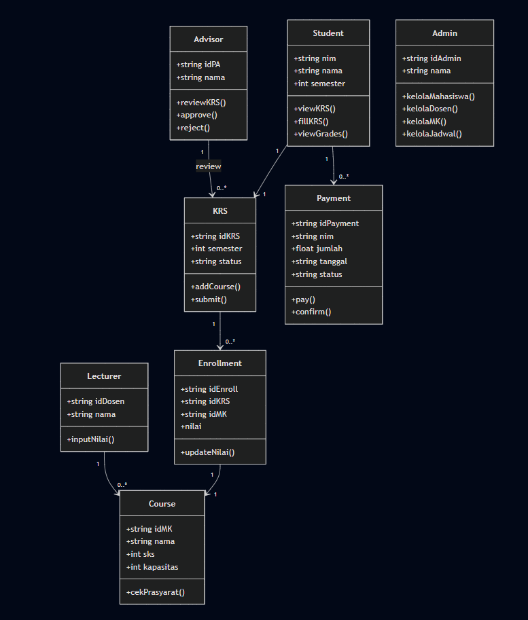 Advisor
+string idPA
+string nama
+reviewKRS()
+approve()
+reject()
Student
+string nim
+string nama
+int semester
+viewKRS()
+fillKRS()
+viewGrades()
Admin
+string idAdmin
+string nama
+kelolaMahasiswa()
+kelolaDosen()
+kelolaMK()
+kelolaJadwal()
1
review
0..*
1
1
1
0..*
KRS
+string idKRS
+int semester
+string status
+addCourse()
+submit()
Payment
+string idPayment
+string nim
+float jumlah
+string tanggal
+string status
+pay()
+confirm()
1
0..*
Lecturer
+string idDosen
+string nama
+inputNilai()
Enrollment
+string idEnroll
+string idKRS
+string idMK
+nilai
+updateNilai()
1
0..*
1
1
Course
+string idMK
+string nama
+int sks
+int kapasitas
+cekPrasyarat()